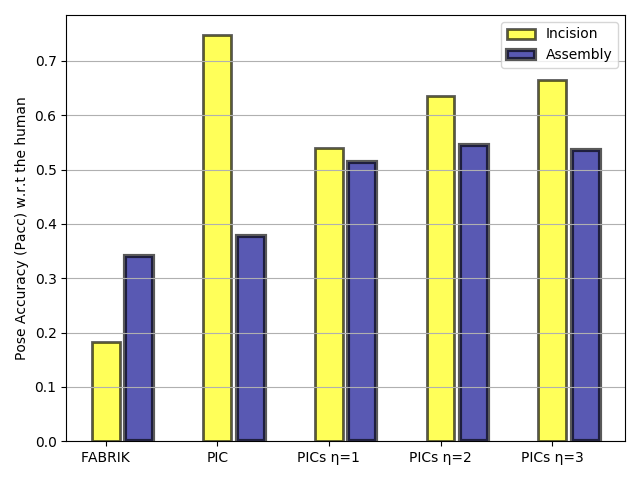 Incision
Assembly
Pose Accuracy (Pacc) w.r.t the human
0.7
0.6
0.5
0.4
0.3
0.2
0.1
0.0
FABRIK PIC PICs η=1 PICs η=2 PICs η=3